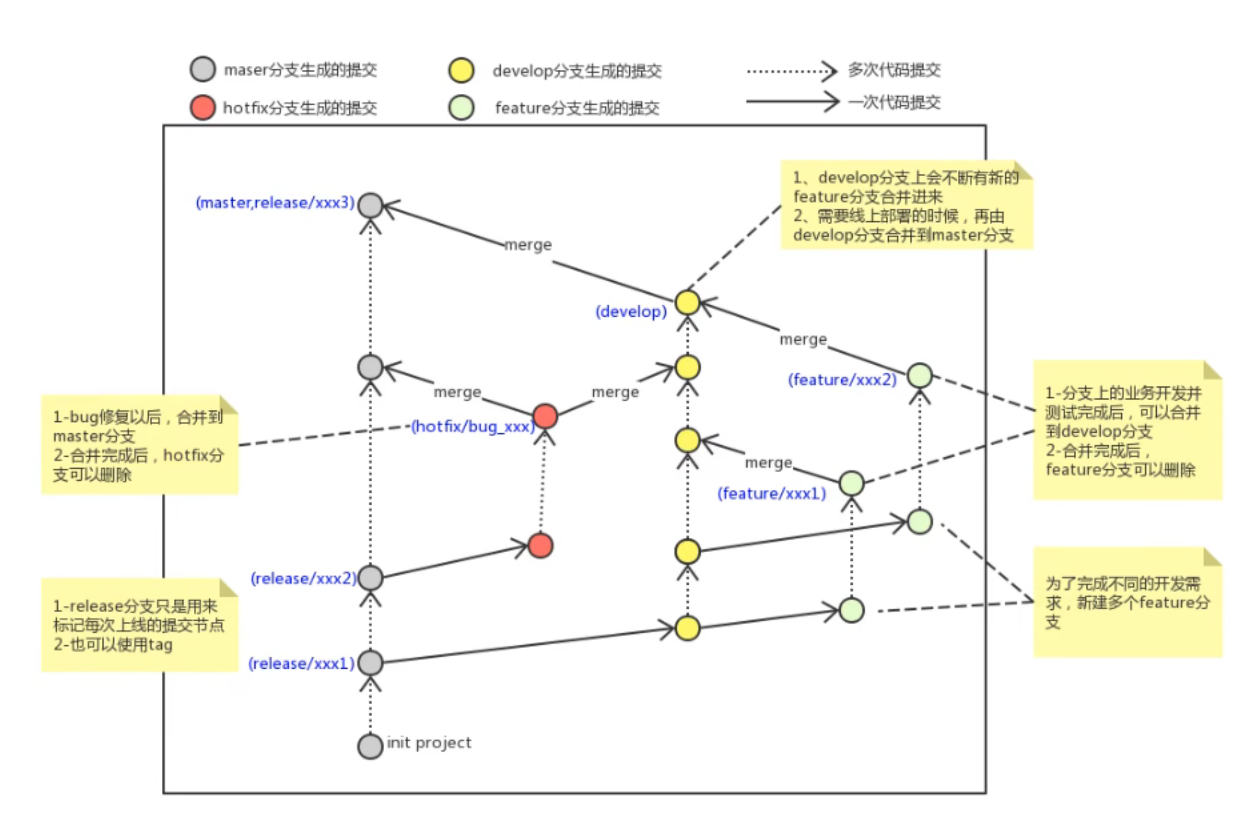 maser分支生成的提交
develop分支生成的提交
多次代码提交
hotfix分支生成的提交
feature分支生成的提交
一次代码提交
1、develop分支上会不断有新的
feature分支合并进来
2、需要线上部署的时候，再由
develop分支合并到master分支
(master,release/xxx3)
merge
(develop)
merge
(feature/xxx2)
merge
merge
1-bug修复以后，合并到
master分支
2-合并完成后，hotfix分
支可以删除
(hotfix/bug_xxx)
1-分支上的业务开发并
测试完成后，可以合并
到develop分支
2-合并完成后，
feature分支可以删除
merge
(feature/xxx1)
(release/xxx2)
1-release分支只是用来
标记每次上线的提交节点
2-也可以使用tag
为了完成不同的开发需
求，新建多个feature分
支
(release/xxx1)
init project